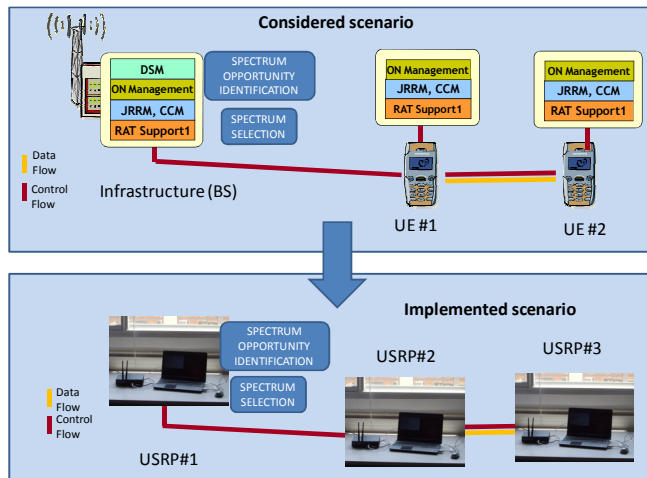 Considered scenario
DSM
ON Management
JRRM, CCM
RAT Support1
SPECTRUM
OPPORTUNITY
IDENTIFICATION
SPECTRUM
SELECTION
ON Management
JRRM, CCM
RAT Support1
ON Management
JRRM, CCM
RAT Support1
Data
Flow
Control
Flow
Infrastructure (BS)
UE #1
UE #2
Implemented scenario
SPECTRUM
OPPORTUNITY
IDENTIFICATION
SPECTRUM
SELECTION
USRP#2
USRP#3
Data
Flow
Control
Flow
USRP#1